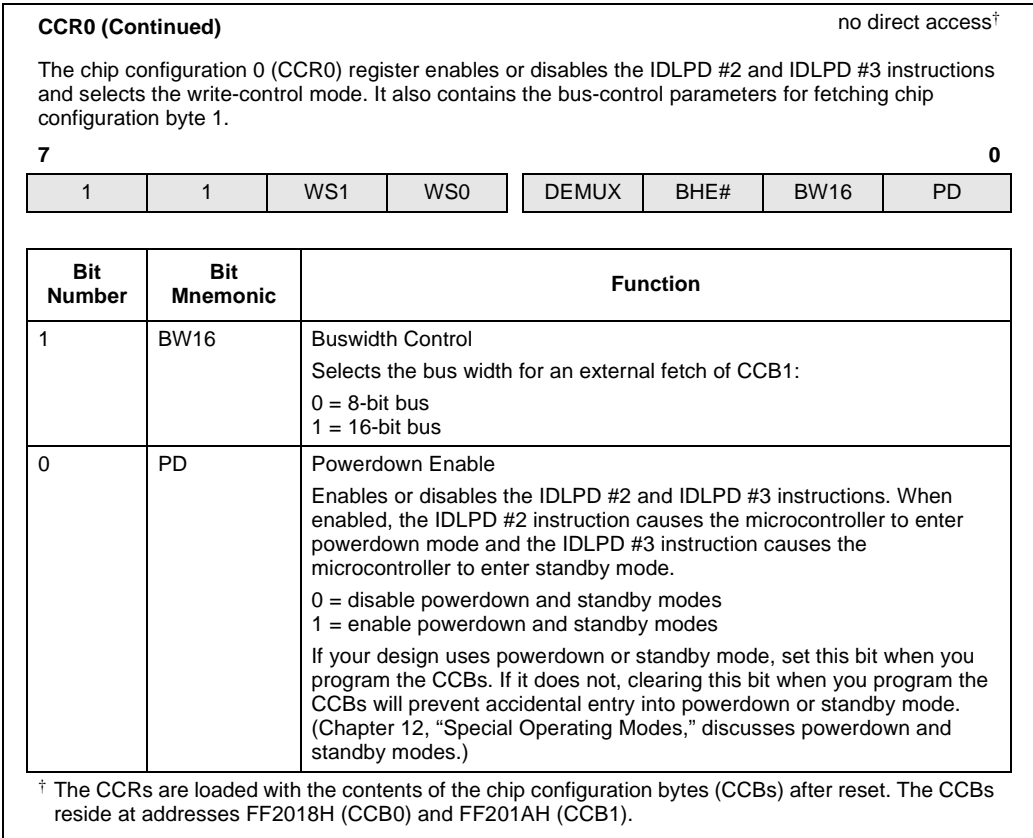 CCR0 (Continued) no direct access†
The chip configuration 0 (CCR0) register enables or disables the IDLPD #2 and IDLPD #3 instructions
and selects the write-control mode. It also contains the bus-control parameters for fetching chip
configuration byte 1.
7 0
1 1 WS1 WS0 DEMUX BHE# BW16 PD
Bit Number Bit Mnemonic Function
1 BW16 Buswidth Control
Selects the bus width for an external fetch of CCB1:
0 = 8-bit bus
1 = 16-bit bus
0 PD Powerdown Enable
Enables or disables the IDLPD #2 and IDLPD #3 instructions. When
enabled, the IDLPD #2 instruction causes the microcontroller to enter
powerdown mode and the IDLPD #3 instruction causes the
microcontroller to enter standby mode.
0 = disable powerdown and standby modes
1 = enable powerdown and standby modes
If your design uses powerdown or standby mode, set this bit when you
program the CCBs. If it does not, clearing this bit when you program the
CCBs will prevent accidental entry into powerdown or standby mode.
(Chapter 12, “Special Operating Modes,” discusses powerdown and
standby modes.)
† The CCRs are loaded with the contents of the chip configuration bytes (CCBs) after reset. The CCBs
reside at addresses FF2018H (CCB0) and FF201AH (CCB1).